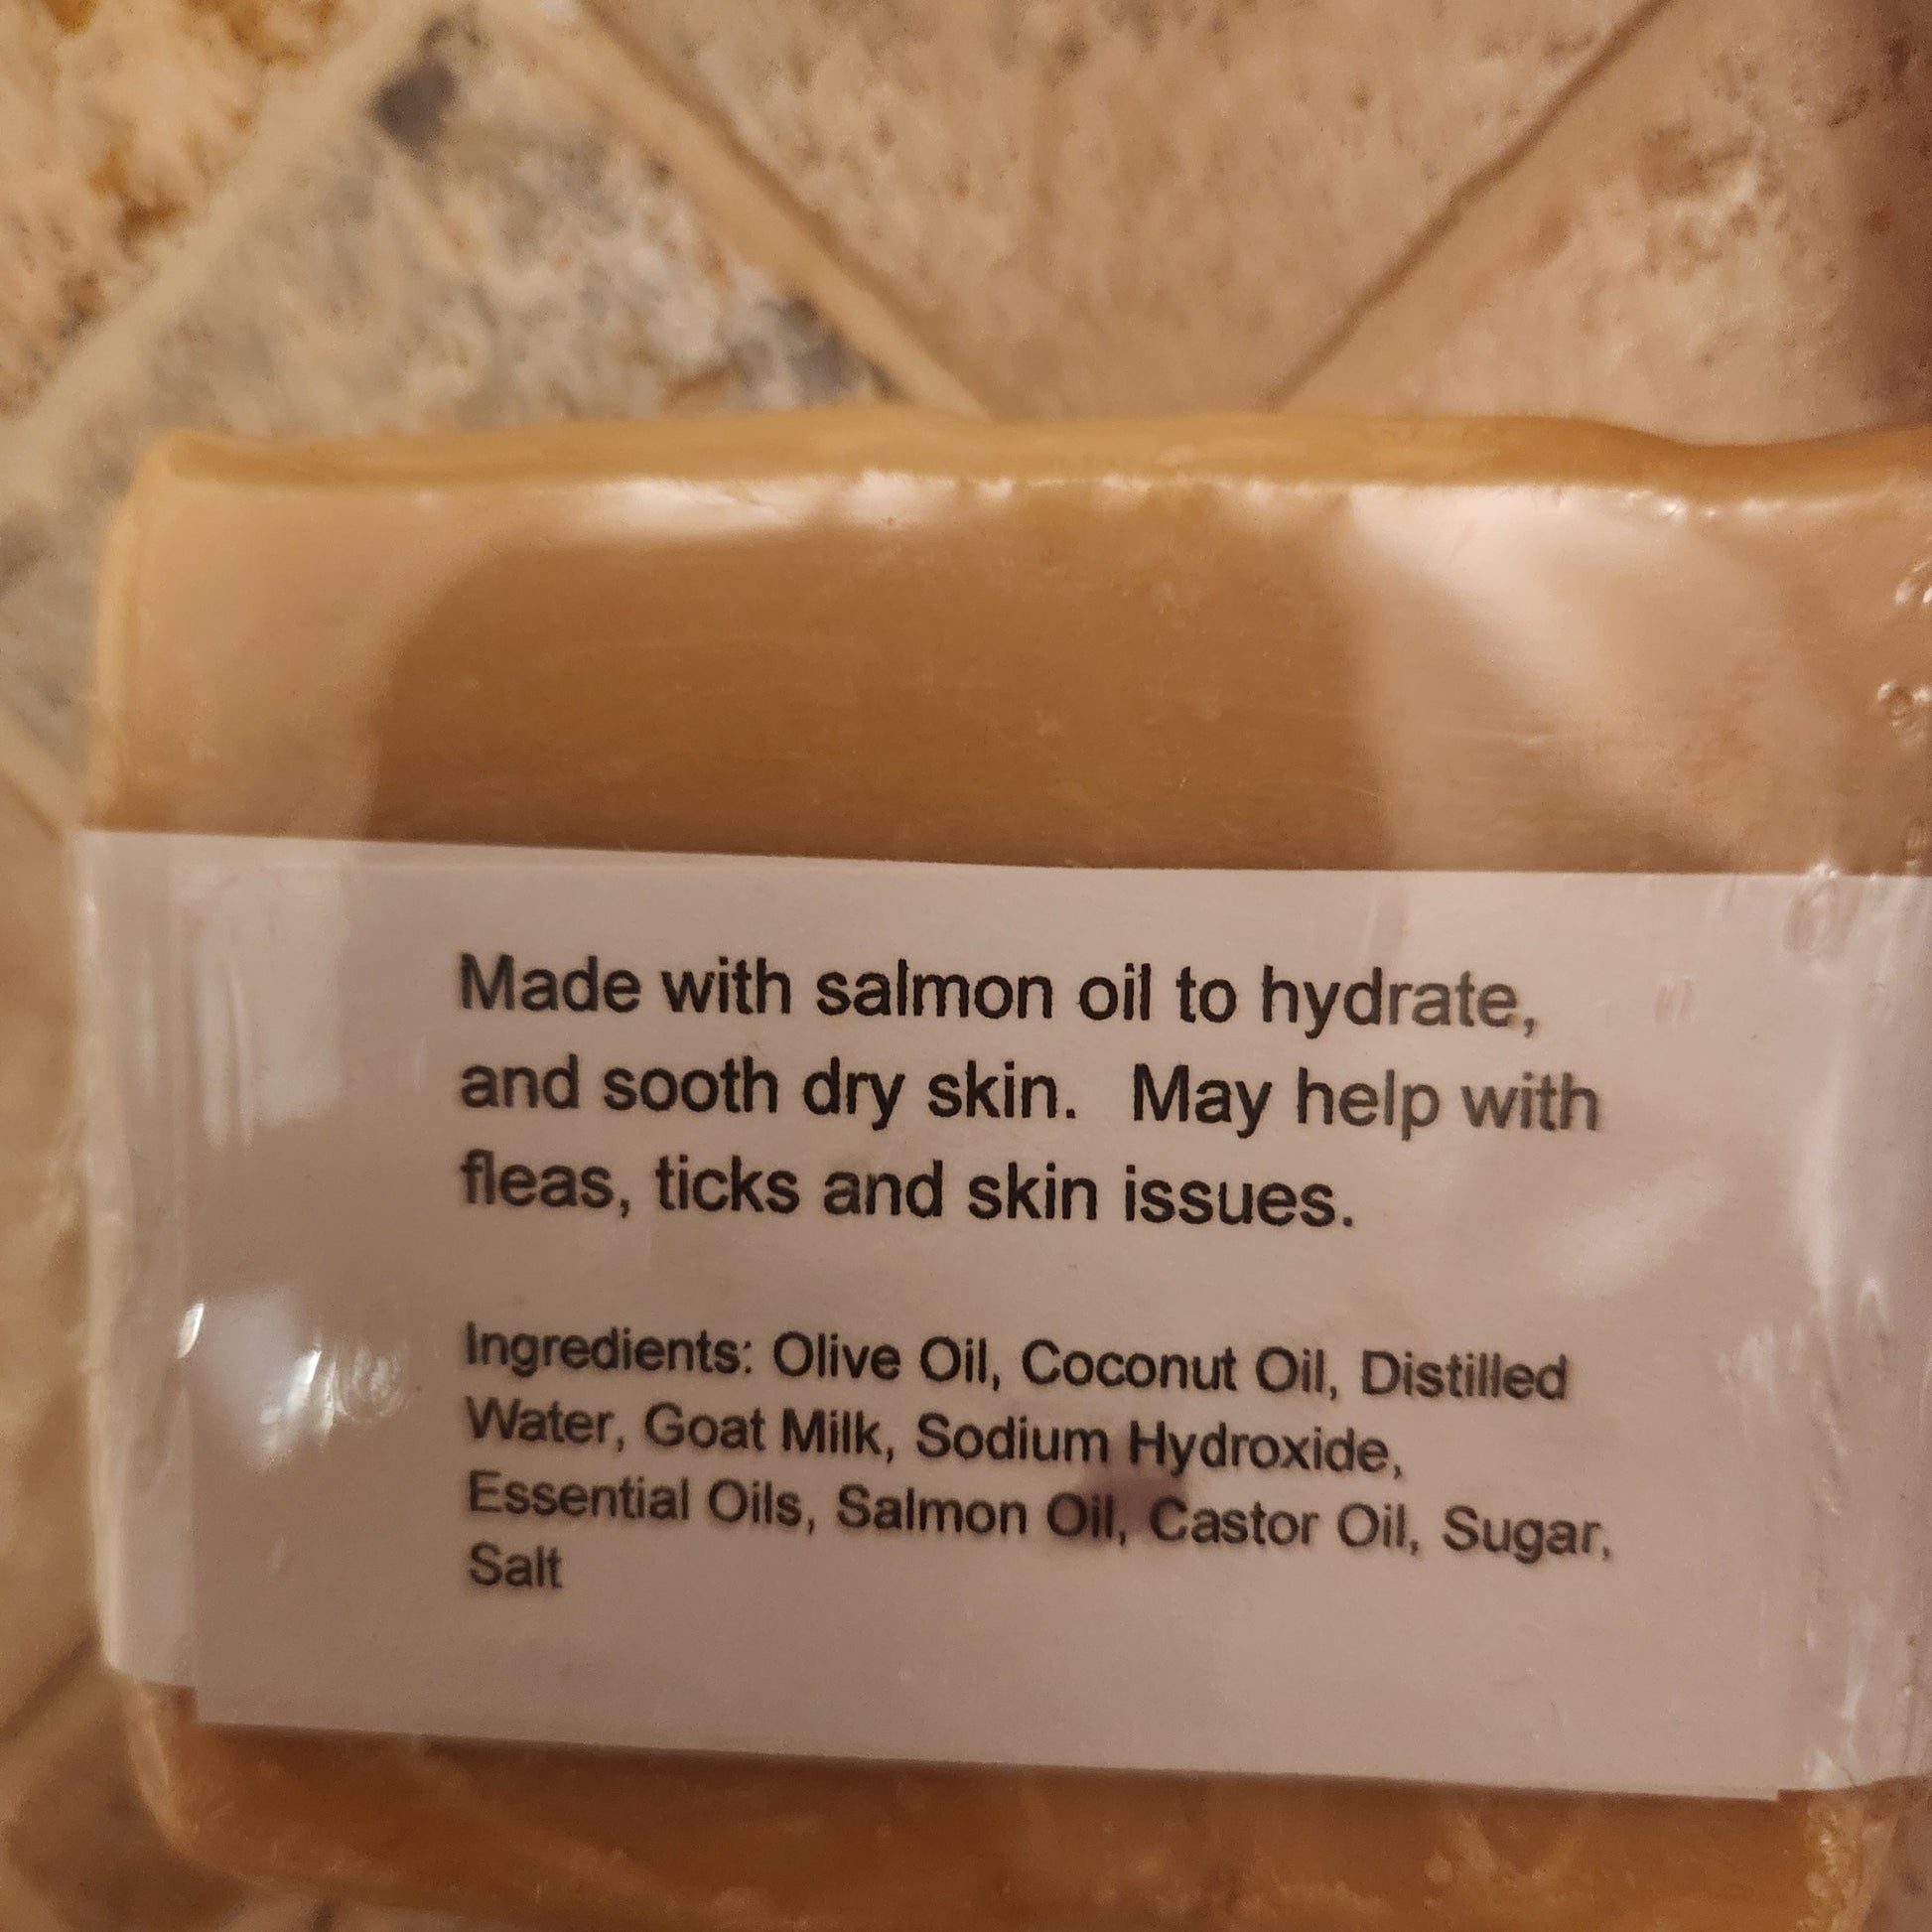 Made with salmon oil to hydrate,
and sooth dry skin.  May help with
fleas, ticks and skin issues.
Ingredients: Olive Oil, Coconut Oil, Distilled
Water, Goat Milk, Sodium Hydroxide,
Essential Oils, Salmon Oil, Castor Oil, Sugar,
Salt